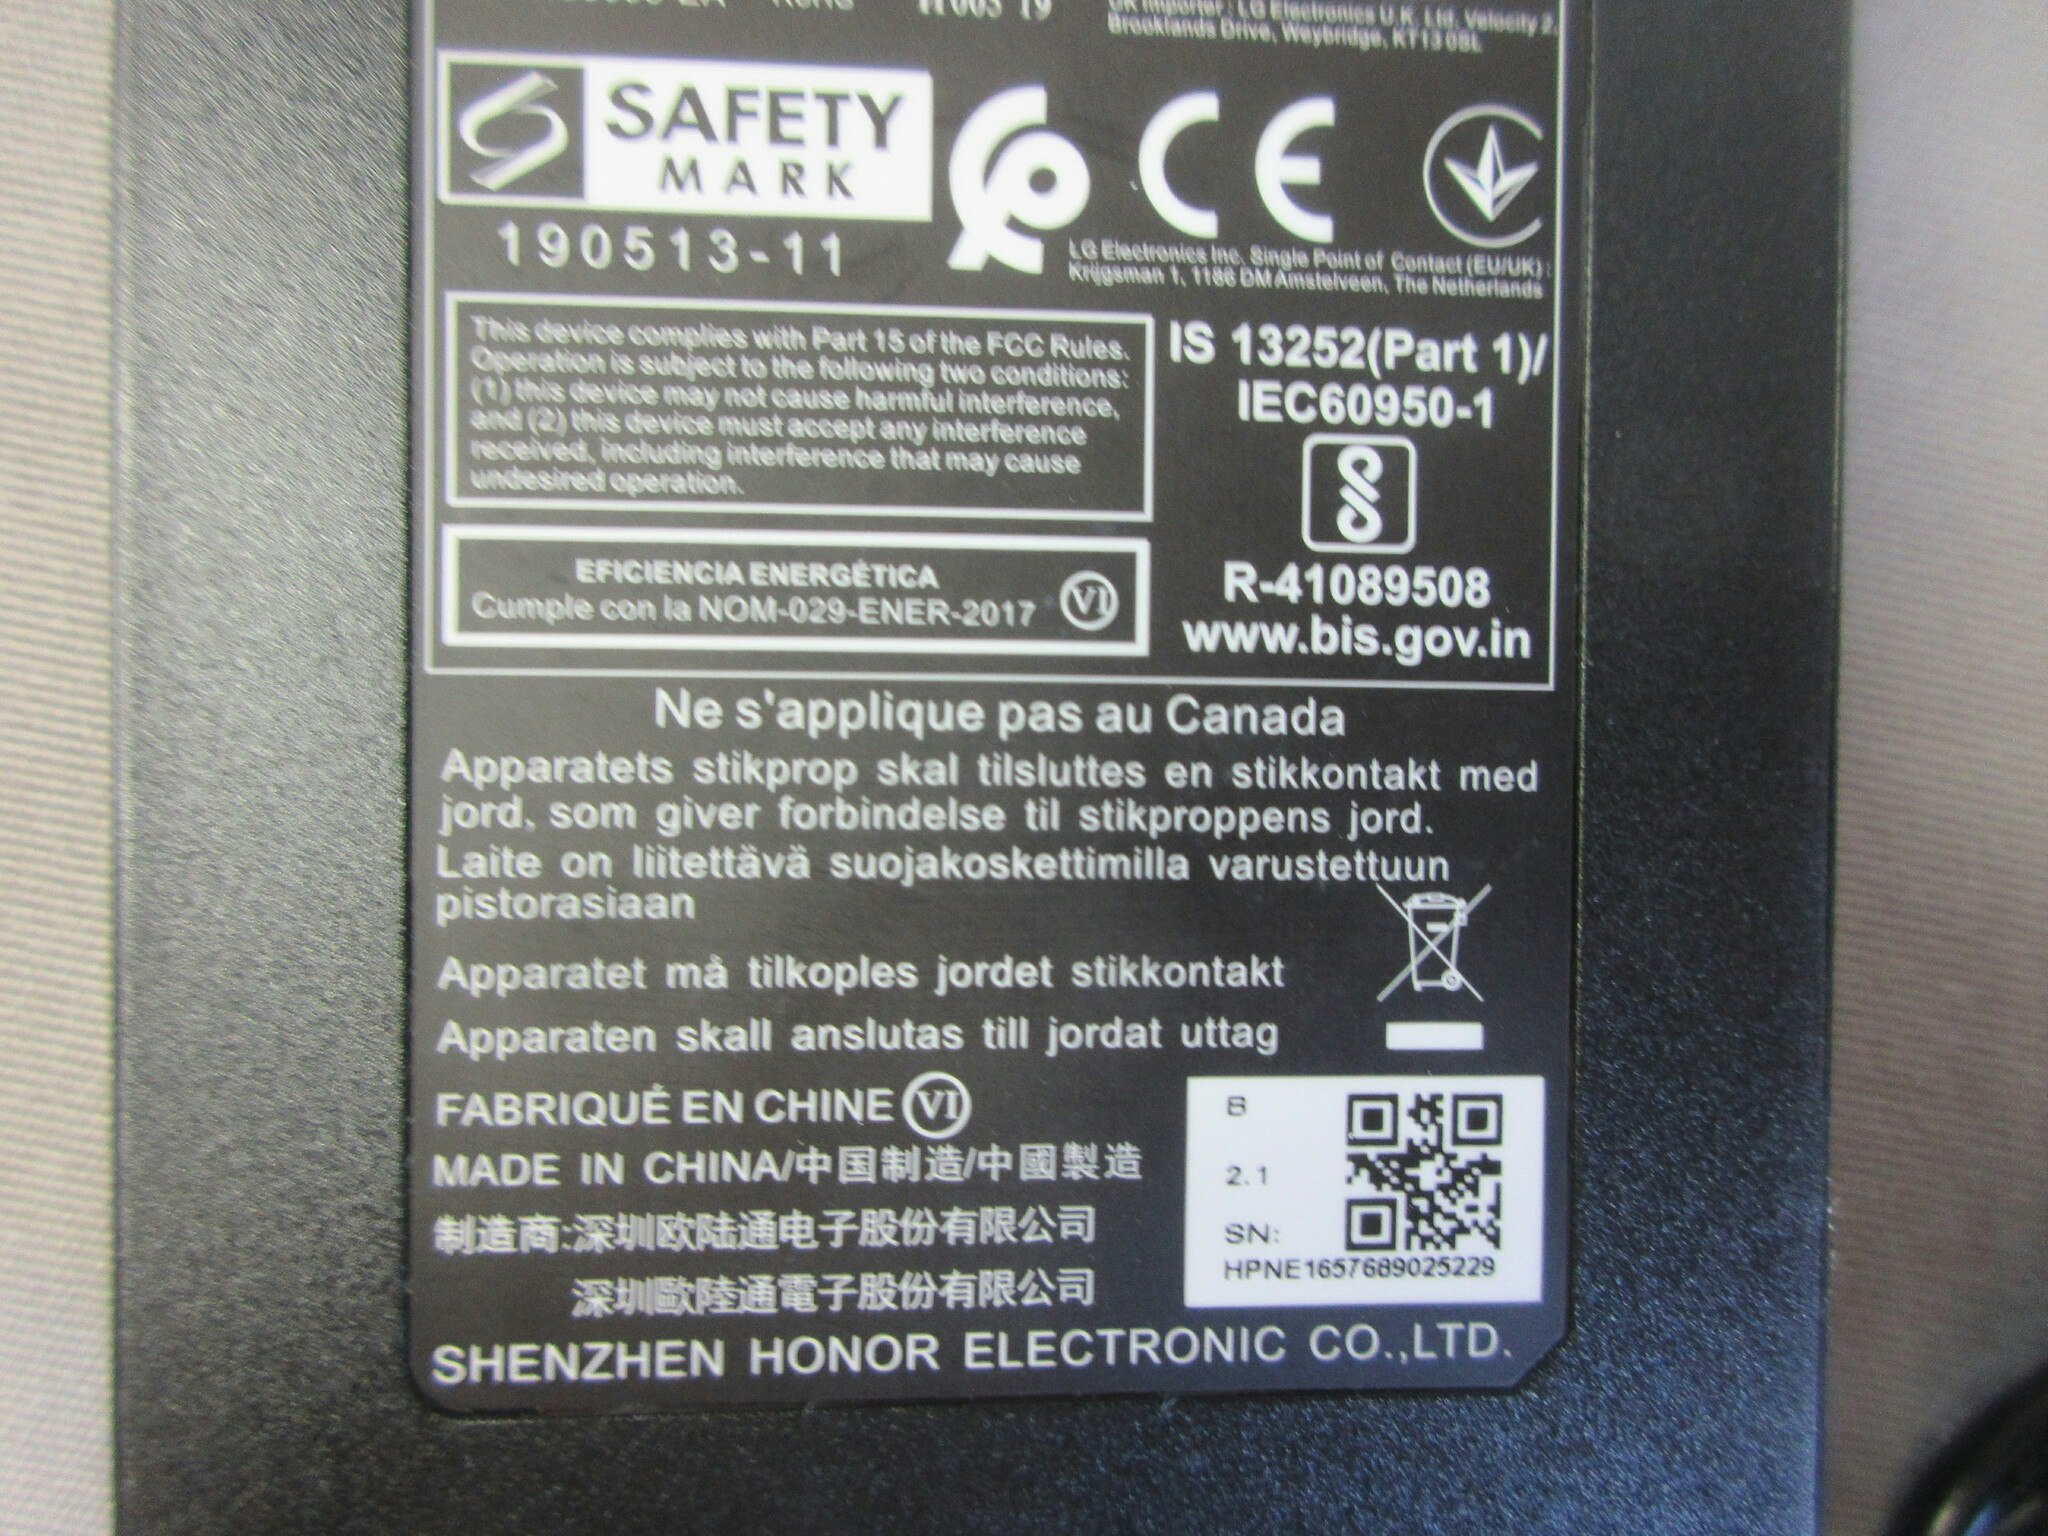 UK Importer : LG Electronics U.K. Ltd, Velocity 2,
Brooklands Drive, Weybridge, KT13 0SL
SAFETY
MARK
190513-11
CE
LG Electronics Inc. Single Point of Contact (EU/UK) :
Krijgsman 1, 1186 DM Amstelveen, The Netherlands
This device complies with Part 15 of the FCC Rules.
Operation is subject to the following two conditions:
(1) this device may not cause harmful interference,
and (2) this device must accept any interference
received, including interference that may cause
undesired operation.
IS 13252(Part 1)/
IEC60950-1
R-41089508
www.bis.gov.in
EFICIENCIA ENERGÉTICA
Cumple con la NOM-029-ENER-2017 VI
Ne s'applique pas au Canada
Apparatets stikprop skal tilsluttes en stikkontakt med
jord, som giver forbindelse til stikproppens jord.
Laite on liitettävä suojakoskettimilla varustettuun
pistorasiaan
Apparatet må tilkoples jordet stikkontakt
Apparaten skall anslutas till jordat uttag
FABRIQUÉ EN CHINE VI
MADE IN CHINA/中国制造/中國製造
制造商:深圳欧陆通电子股份有限公司
深圳歐陸通電子股份有限公司
SHENZHEN HONOR ELECTRONIC CO.,LTD.
B
2.1
SN:
HPNE1657689025229